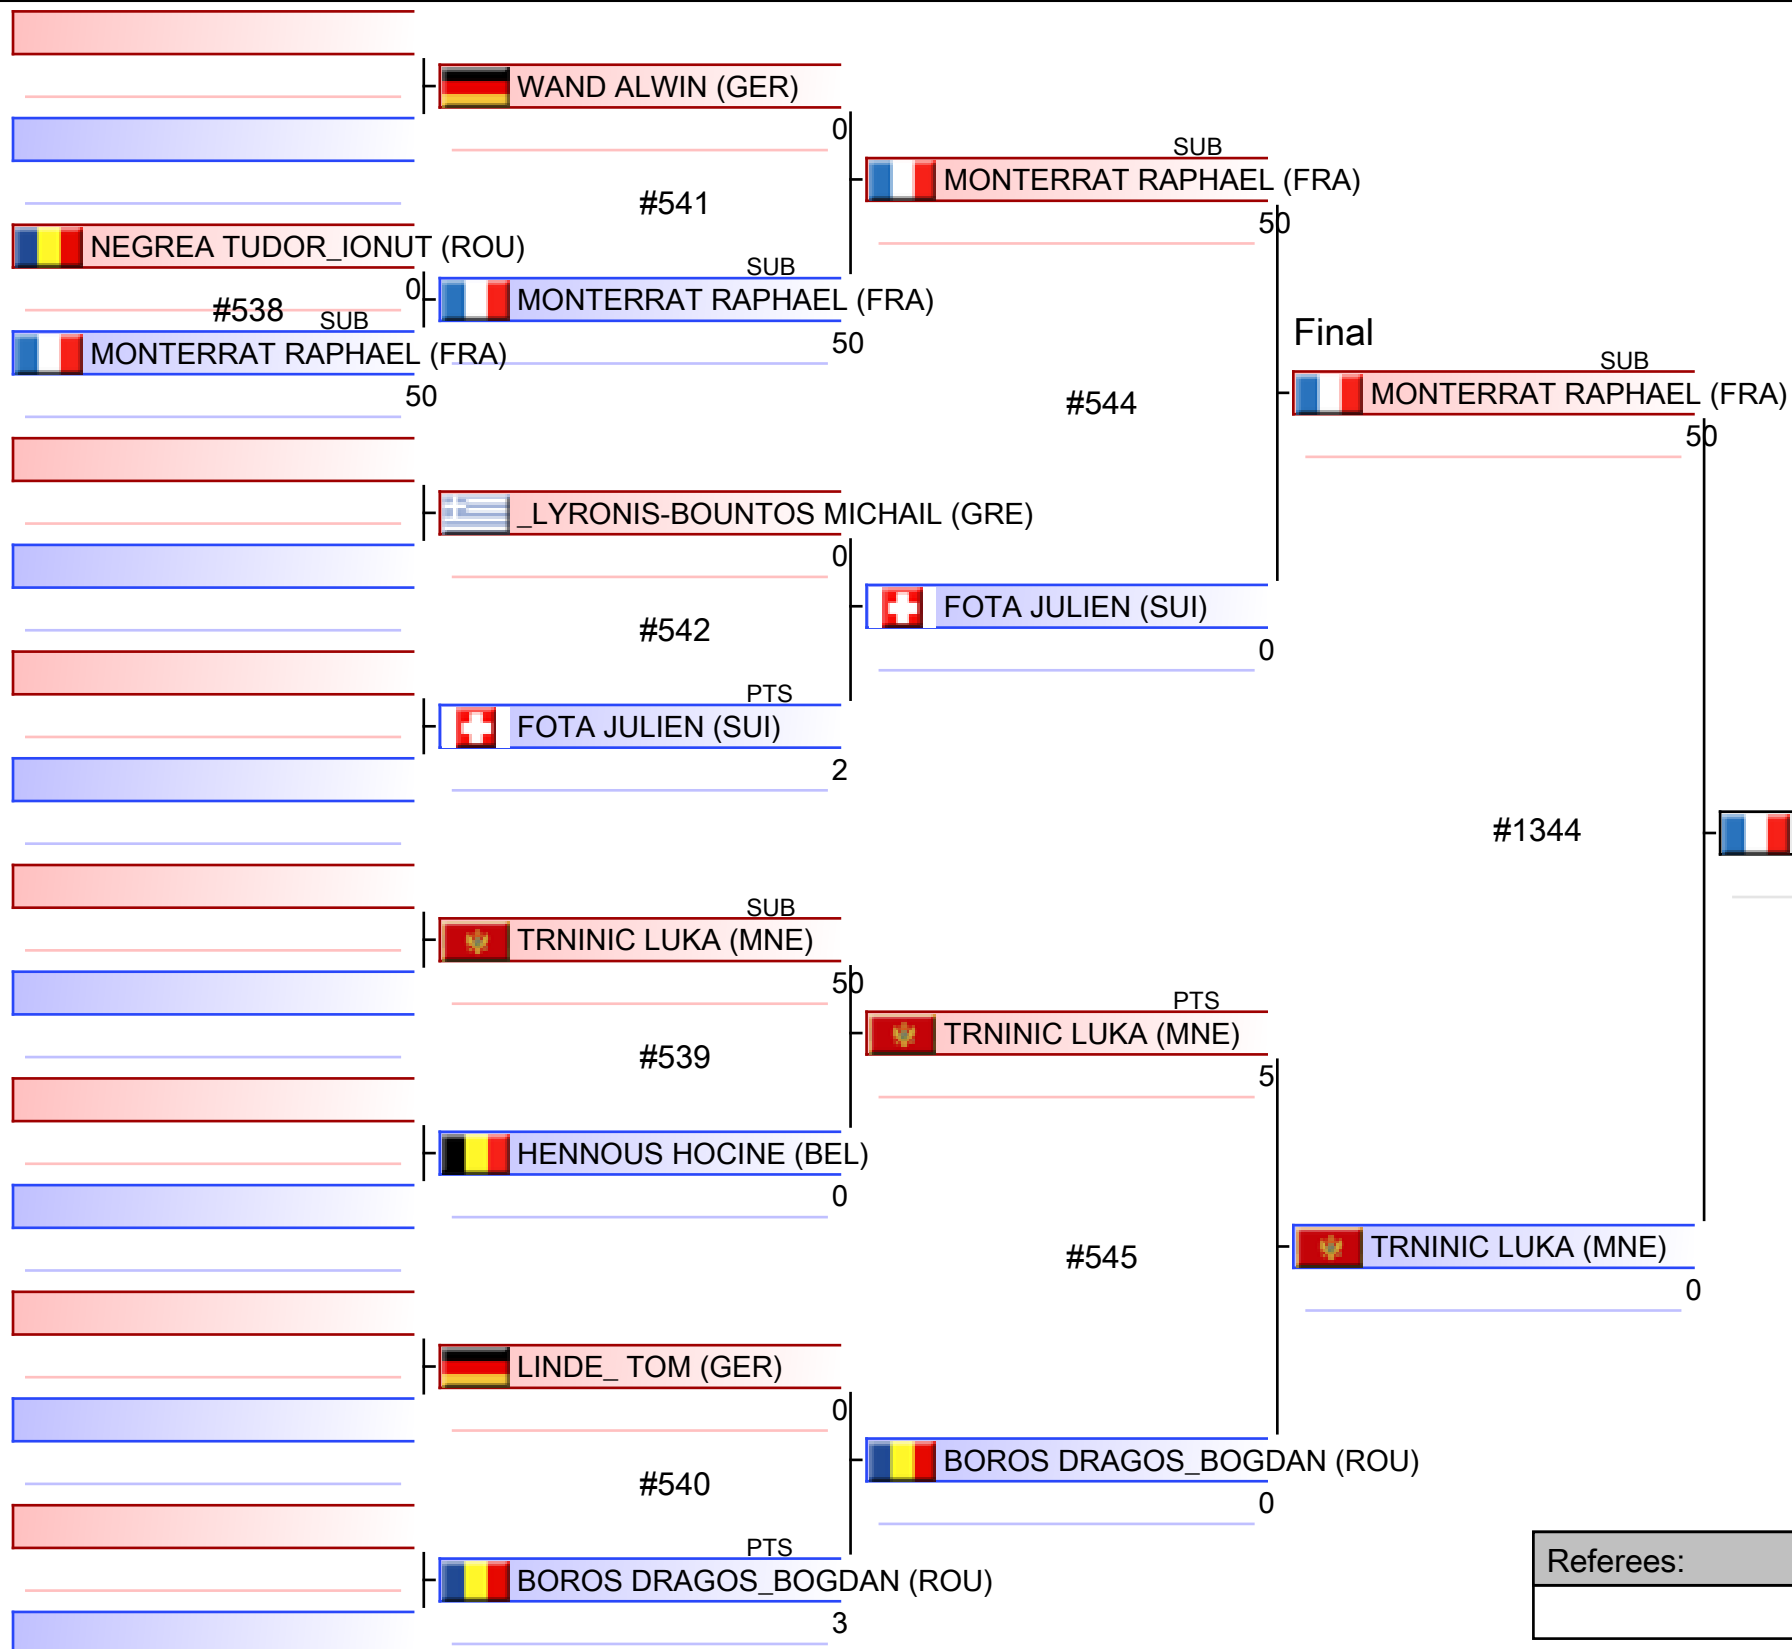 WAND ALWIN (GER)
0
#541
NEGREA TUDOR_IONUT (ROU)
0
#538
SUB
MONTERRAT RAPHAEL (FRA)
50
SUB
MONTERRAT RAPHAEL (FRA)
50
SUB
MONTERRAT RAPHAEL (FRA)
50
#544
_LYRONIS-BOUNTOS MICHAIL (GRE)
0
#542
PTS
FOTA JULIEN (SUI)
2
FOTA JULIEN (SUI)
0
Final
SUB
MONTERRAT RAPHAEL (FRA)
50
#1344
SUB
TRNINIC LUKA (MNE)
50
#539
HENNOUS HOCINE (BEL)
0
PTS
TRNINIC LUKA (MNE)
5
#545
TRNINIC LUKA (MNE)
0
LINDE_ TOM (GER)
0
#540
PTS
BOROS DRAGOS_BOGDAN (ROU)
3
BOROS DRAGOS_BOGDAN (ROU)
0
Referees: